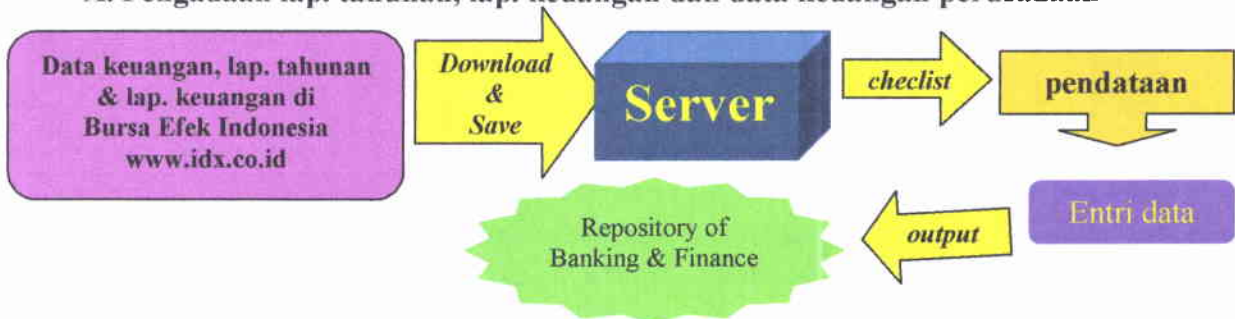 Data keuangan, lap. tahunan
& lap. keuangan di
Bursa Efek Indonesia
www.idx.co.id
Download
&
Save
Server
checlist
pendataan
Entri data
output
Repository of
Banking & Finance